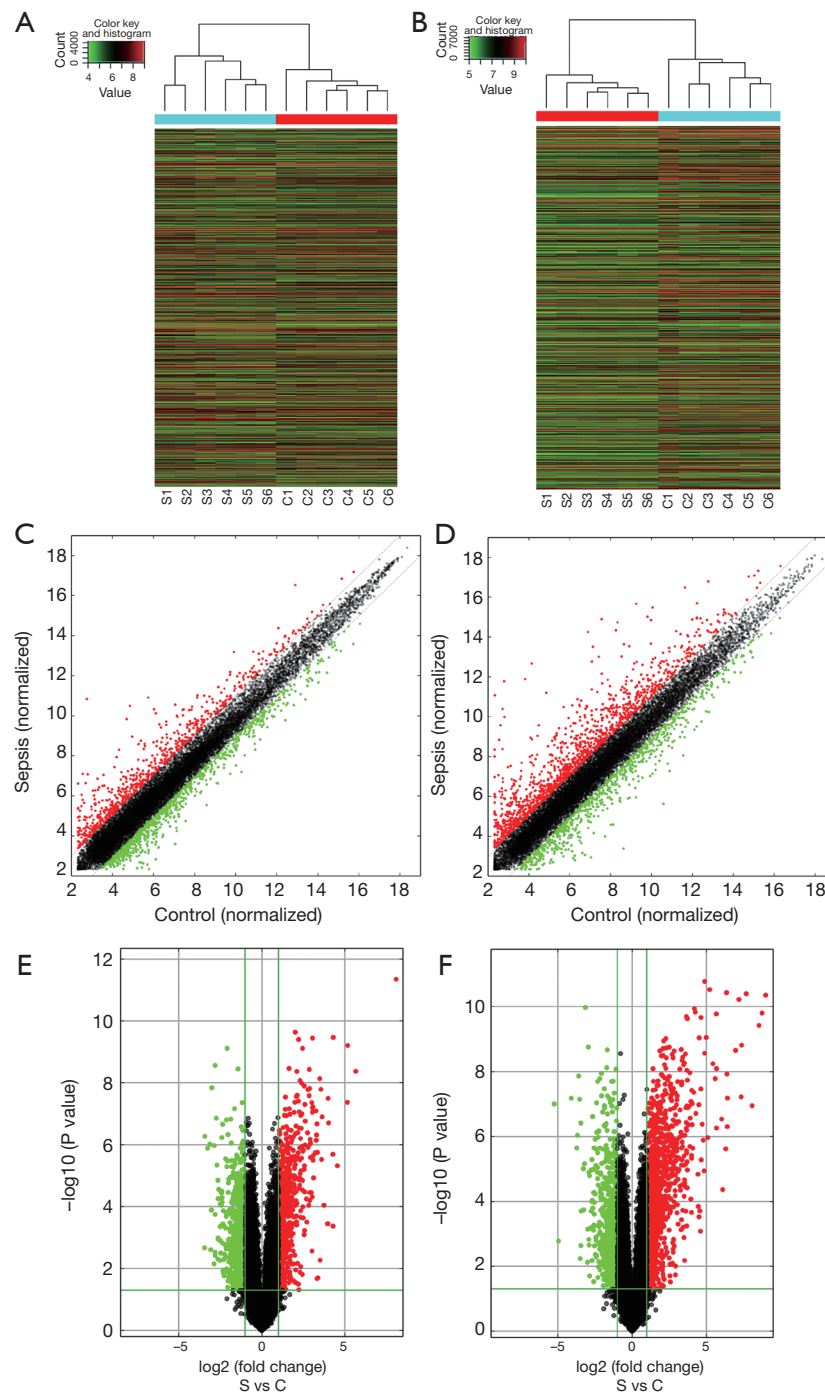 A
Color key
and histogram
Count
0 4000
4 6 8
Value
S1 S2 S3 S4 S5 S6 C1 C2 C3 C4 C5 C6
B
Color key
and histogram
Count
0 7000
5 7 9
Value
S1 S2 S3 S4 S5 S6 C1 C2 C3 C4 C5 C6
C
Sepsis (normalized)
18
16
14
12
10
8
6
4
2
2 4 6 8 10 12 14 16 18
Control (normalized)
D
Sepsis (normalized)
18
16
14
12
10
8
6
4
2
2 4 6 8 10 12 14 16 18
Control (normalized)
E
−log10 (P value)
12
10
8
6
4
2
0
−5 0 5
log2 (fold change)
S vs C
F
−log10 (P value)
10
8
6
4
2
0
−5 0 5
log2 (fold change)
S vs C